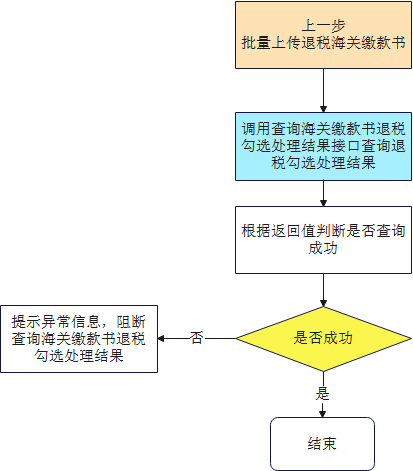 上一步
批量上传退税海关缴款书
调用查询海关缴款书退税
勾选处理结果接口查询退
税勾选处理结果
根据返回值判断是否查询
成功
是否成功
否
提示异常信息，阻断
查询海关缴款书退税
勾选处理结果
是
结束